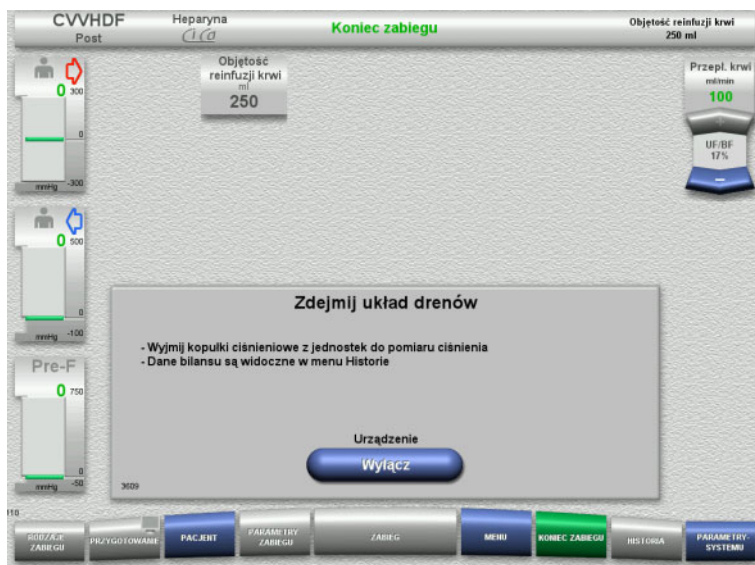 CVVHDF
Post
Heparyna
Ci Ca
Koniec zabiegu
Objętość reinfuzji krwi
250 ml
300
0
0
-300
mmHg
Objętość
reinfuzji krwi
ml
250
Przepł. krwi
ml/min
100
+
UF/BF
17%
–
0
500
0
-100
mmHg
Pre-F
0
750
0
-50
mmHg
Zdejmij układ drenów
- Wyjmij kopułki ciśnieniowe z jednostek do pomiaru ciśnienia
- Dane bilansu są widoczne w menu Historie
Urządzenie
Wyłącz
3609
RODZAJE
ZABIEGU
PRZYGOTOWANIE
PACJENT
PARAMETRY
ZABIEGU
ZABIEG
MENU
KONIEC ZABIEGU
HISTORIA
PARAMETRY-
SYSTEMU